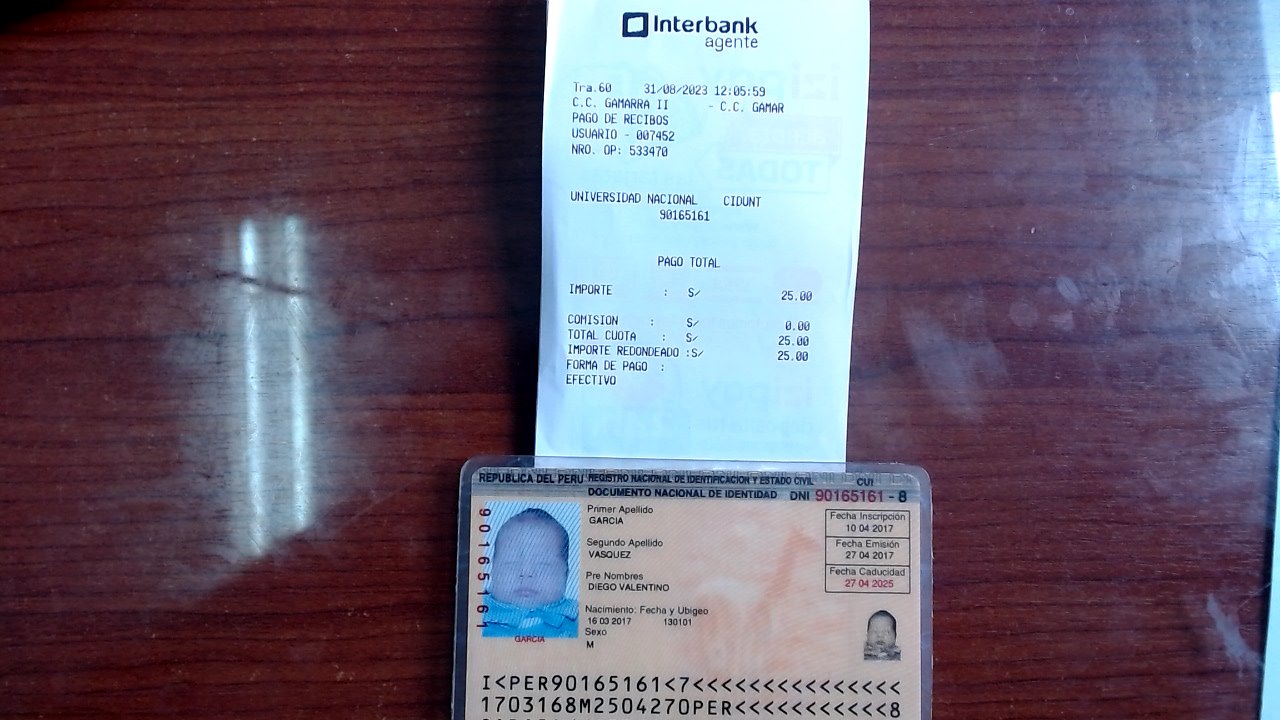 Interbank
agente
Tra.60 31/08/2023 12:05:59
C.C. GAMARRA II - C.C. GAMAR
PAGO DE RECIBOS
USUARIO - 007452
NRO. OP: 533470
UNIVERSIDAD NACIONAL CIDUNT
90165161
PAGO TOTAL
IMPORTE : S/ 25.00
COMISION : S/ 0.00
TOTAL CUOTA : S/ 25.00
IMPORTE REDONDEADO :S/ 25.00
FORMA DE PAGO :
EFECTIVO
REPUBLICA DEL PERU REGISTRO NACIONAL DE IDENTIFICACION Y ESTADO CIVIL CUI
DOCUMENTO NACIONAL DE IDENTIDAD DNI 90165161 - 8
90165161
Primer Apellido
GARCIA
Segundo Apellido
VASQUEZ
Pre Nombres
DIEGO VALENTINO
Nacimiento: Fecha y Ubigeo
16 03 2017 130101
Sexo
M
Fecha Inscripción
10 04 2017
Fecha Emisión
27 04 2017
Fecha Caducidad
27 04 2025
GARCIA
I<PER90165161<7<<<<<<<<<<<<<<<
1703168M2504270PER<<<<<<<<<<<8